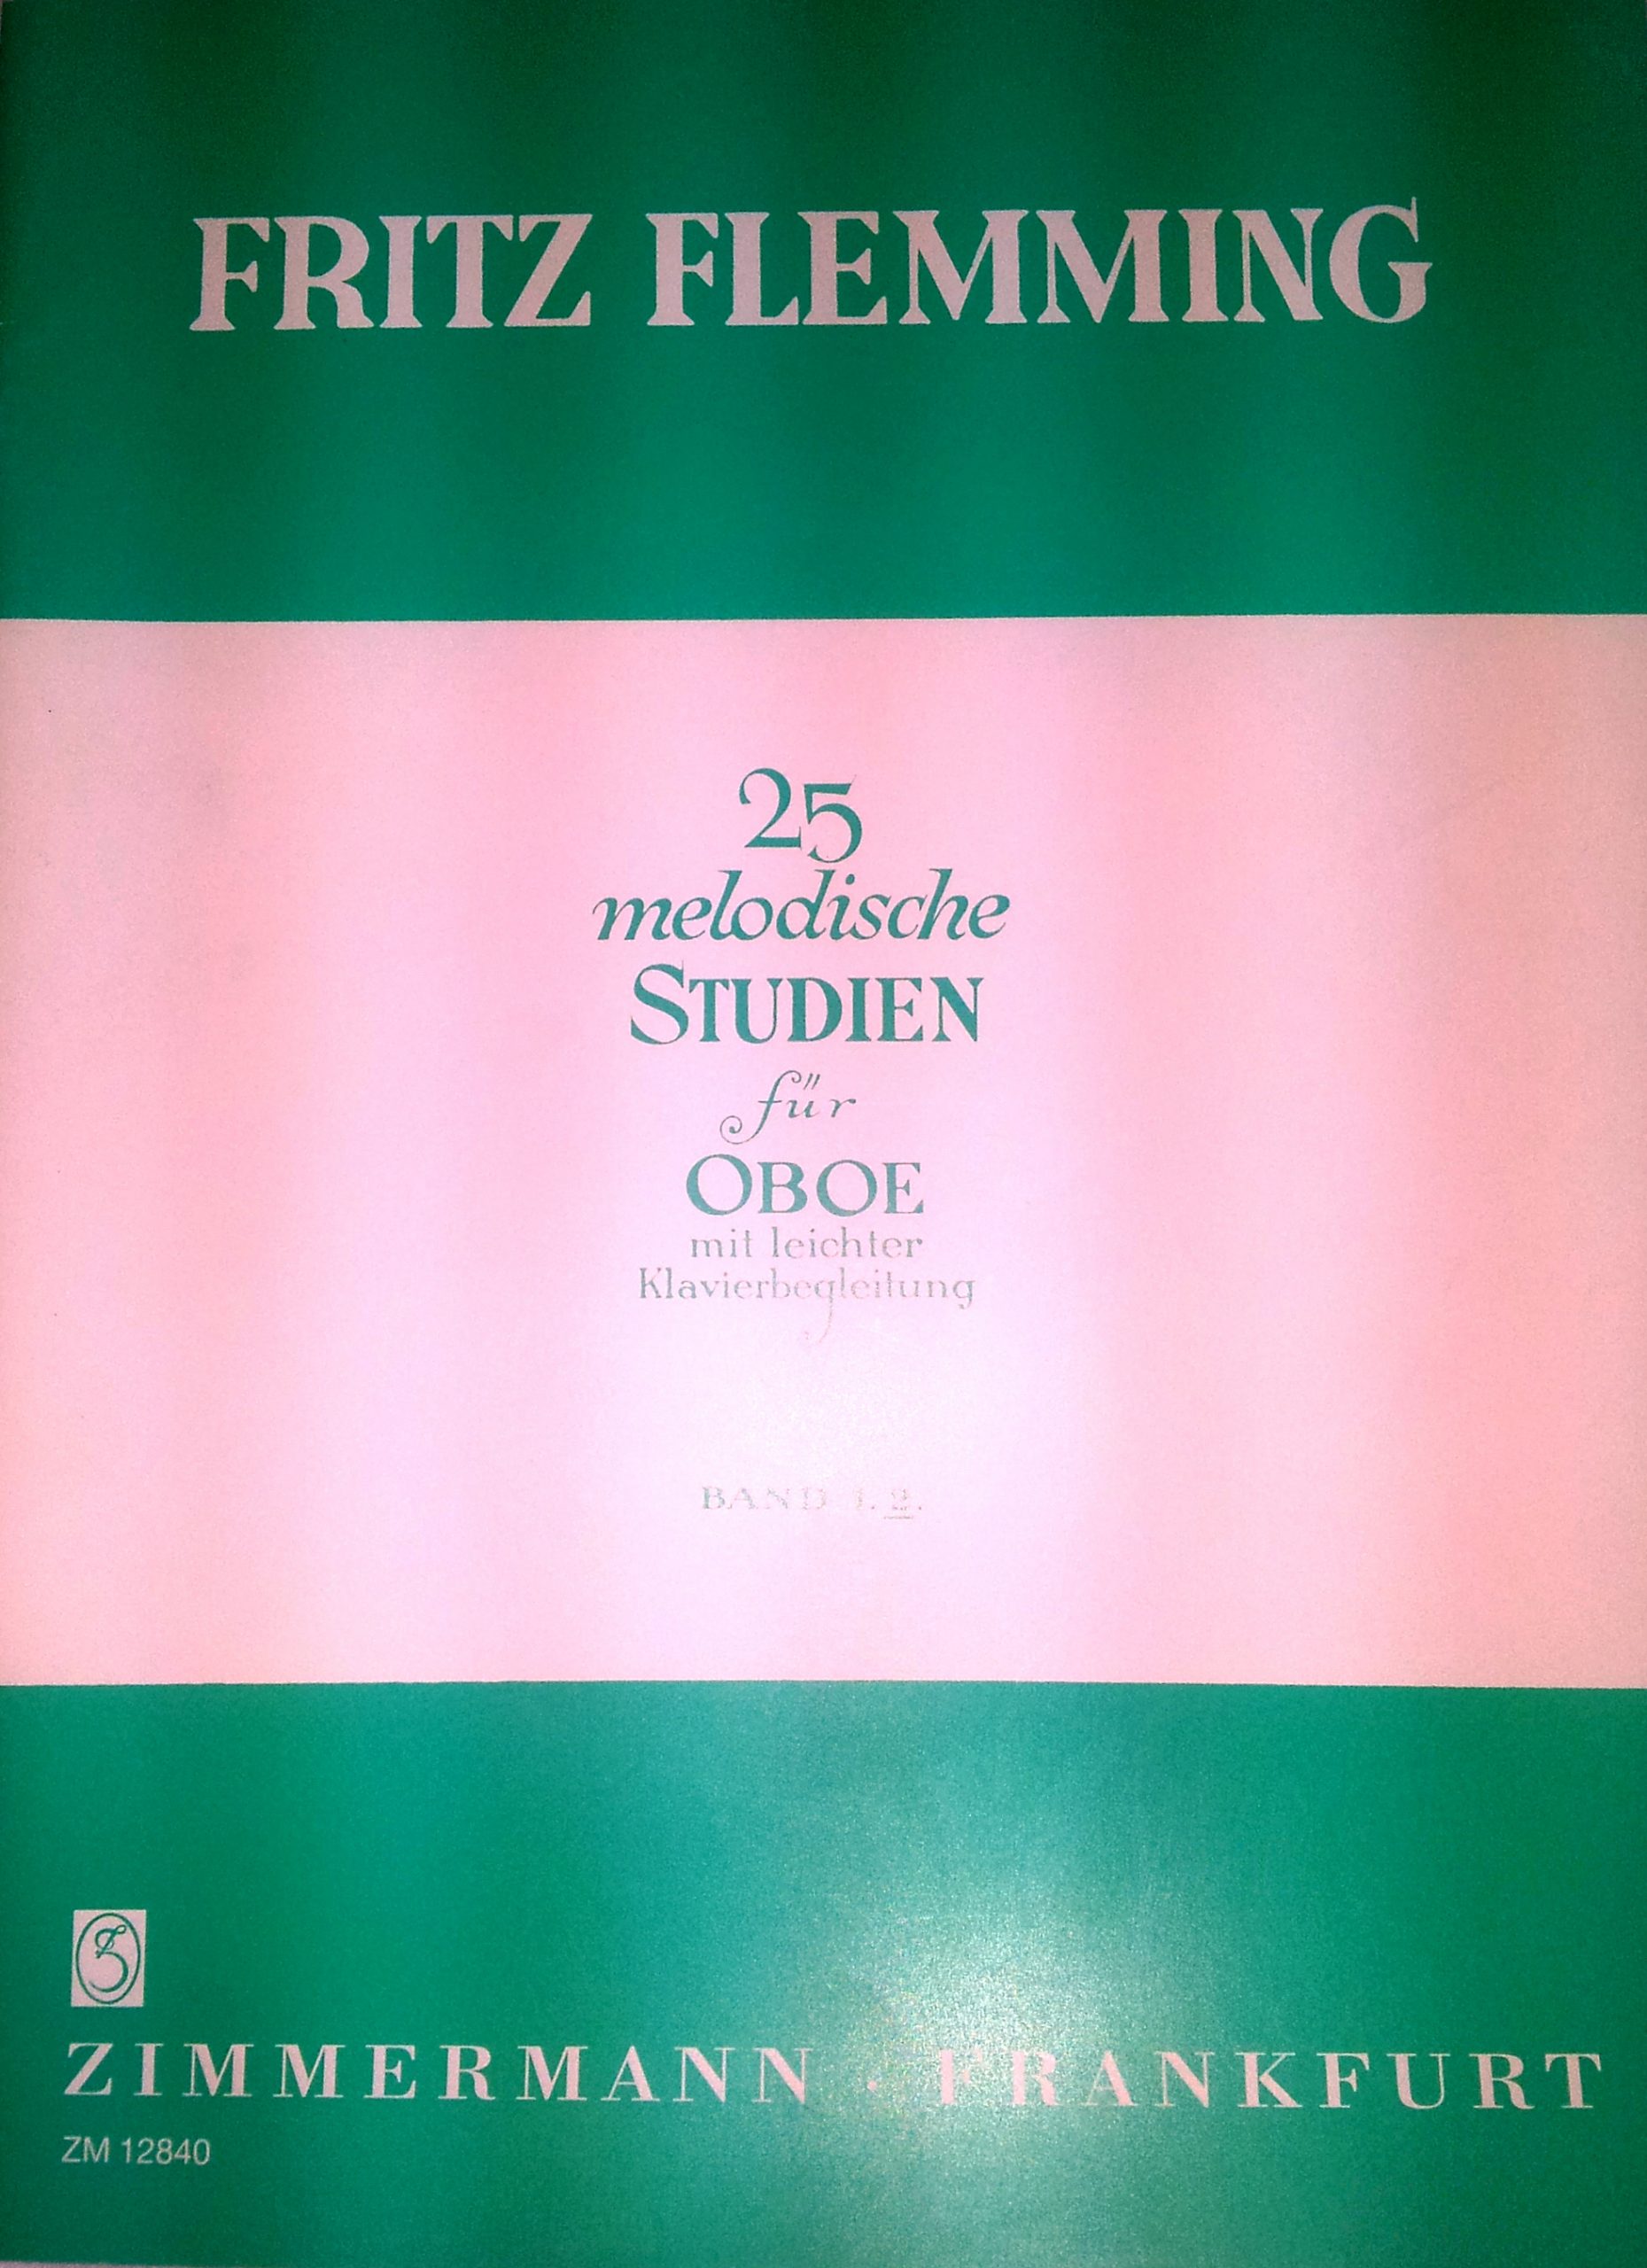 FRITZ FLEMMING
25
melodische
STUDIEN
für
OBOE
mit leichter
Klavierbegleitung
BAND 1. 2.
ZIMMERMANN · FRANKFURT
ZM 12840